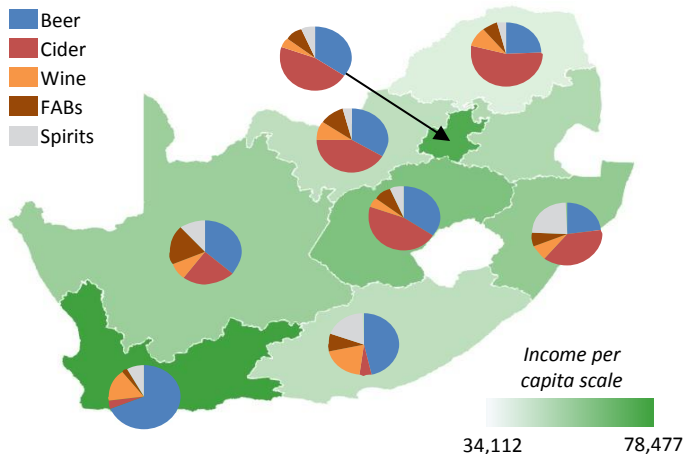 Beer
Cider
Wine
FABs
Spirits
Income per
capita scale
34,112
78,477